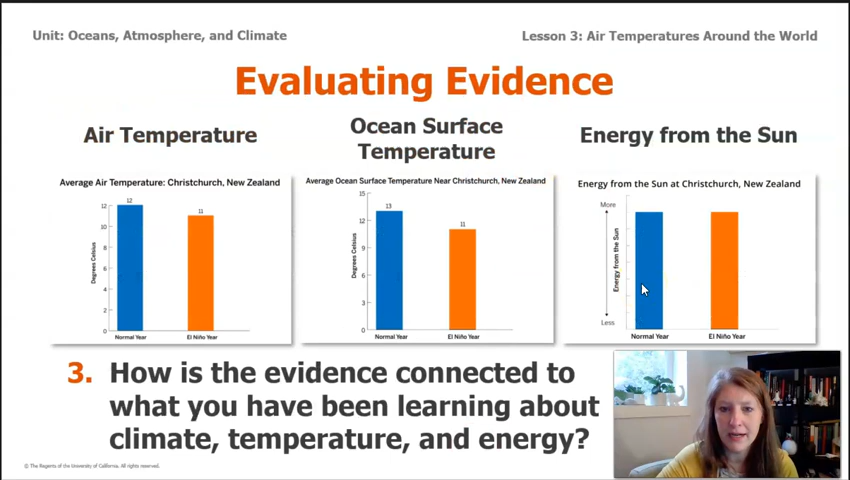 Unit: Oceans, Atmosphere, and Climate
Lesson 3: Air Temperatures Around the World
Evaluating Evidence
Air Temperature
Average Air Temperature: Christchurch, New Zealand
Degrees Celsius
12
10
8
6
4
2
0
12
11
Normal Year
El Niño Year
Ocean Surface
Temperature
Average Ocean Surface Temperature Near Christchurch, New Zealand
Degrees Celsius
15
12
9
6
3
0
13
11
Normal Year
El Niño Year
Energy from the Sun
Energy from the Sun at Christchurch, New Zealand
More
Energy from the Sun
Less
Normal Year
El Niño Year
3. How is the evidence connected to
what you have been learning about
climate, temperature, and energy?
© The Regents of the University of California. All rights reserved.